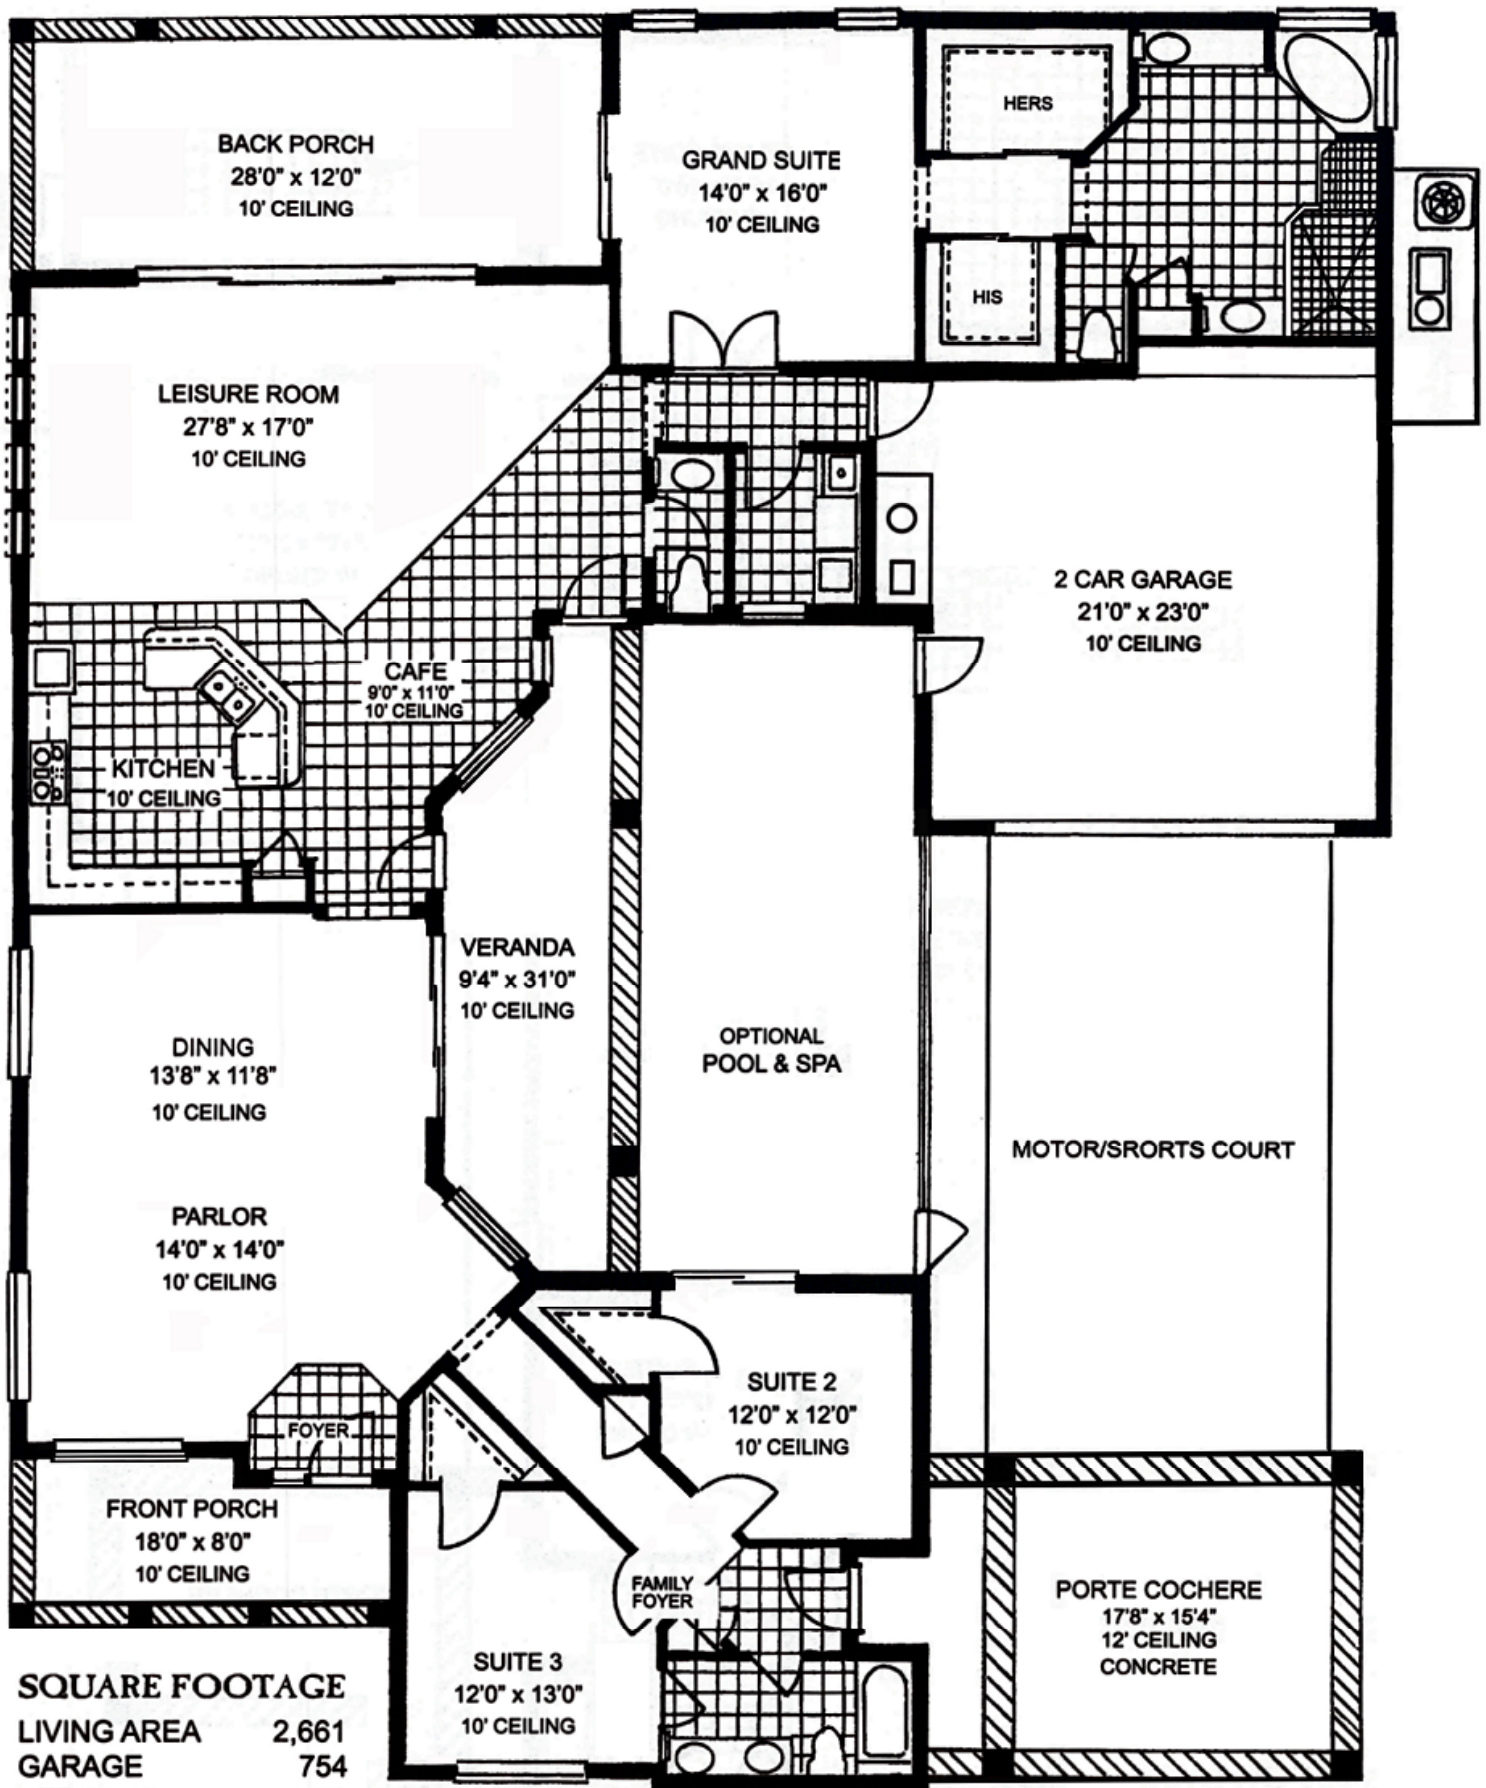 BACK PORCH
28'0" x 12'0"
10' CEILING
GRAND SUITE
14'0" x 16'0"
10' CEILING
HERS
HIS
LEISURE ROOM
27'8" x 17'0"
10' CEILING
2 CAR GARAGE
21'0" x 23'0"
10' CEILING
CAFE
9'0" x 11'0"
10' CEILING
KITCHEN
10' CEILING
VERANDA
9'4" x 31'0"
10' CEILING
OPTIONAL
POOL & SPA
DINING
13'8" x 11'8"
10' CEILING
MOTOR/SRORTS COURT
PARLOR
14'0" x 14'0"
10' CEILING
SUITE 2
12'0" x 12'0"
10' CEILING
FOYER
FRONT PORCH
18'0" x 8'0"
10' CEILING
FAMILY
FOYER
PORTE COCHERE
17'8" x 15'4"
12' CEILING
CONCRETE
SUITE 3
12'0" x 13'0"
10' CEILING
SQUARE FOOTAGE
LIVING AREA 2,661
GARAGE 754